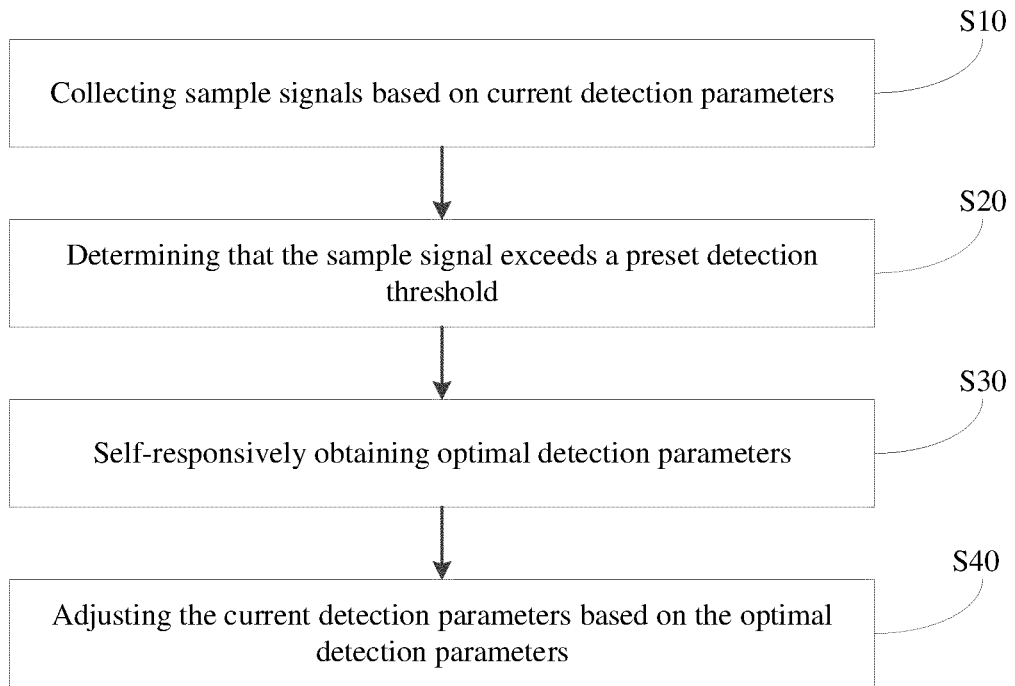 S10
Collecting sample signals based on current detection parameters
S20
Determining that the sample signal exceeds a preset detection
threshold
S30
Self-responsively obtaining optimal detection parameters
S40
Adjusting the current detection parameters based on the optimal
detection parameters